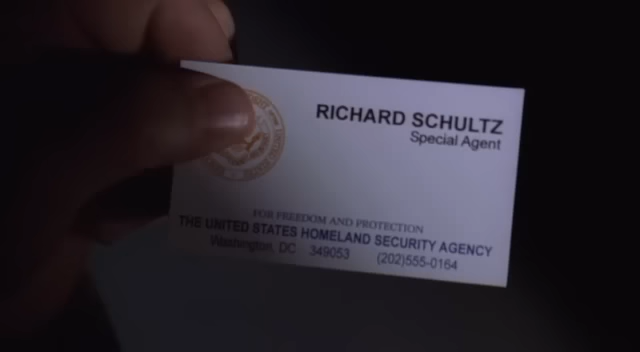 RICHARD SCHULTZ
Special Agent
FOR FREEDOM AND PROTECTION
THE UNITED STATES HOMELAND SECURITY AGENCY
Washington, DC 349053 (202)555-0164